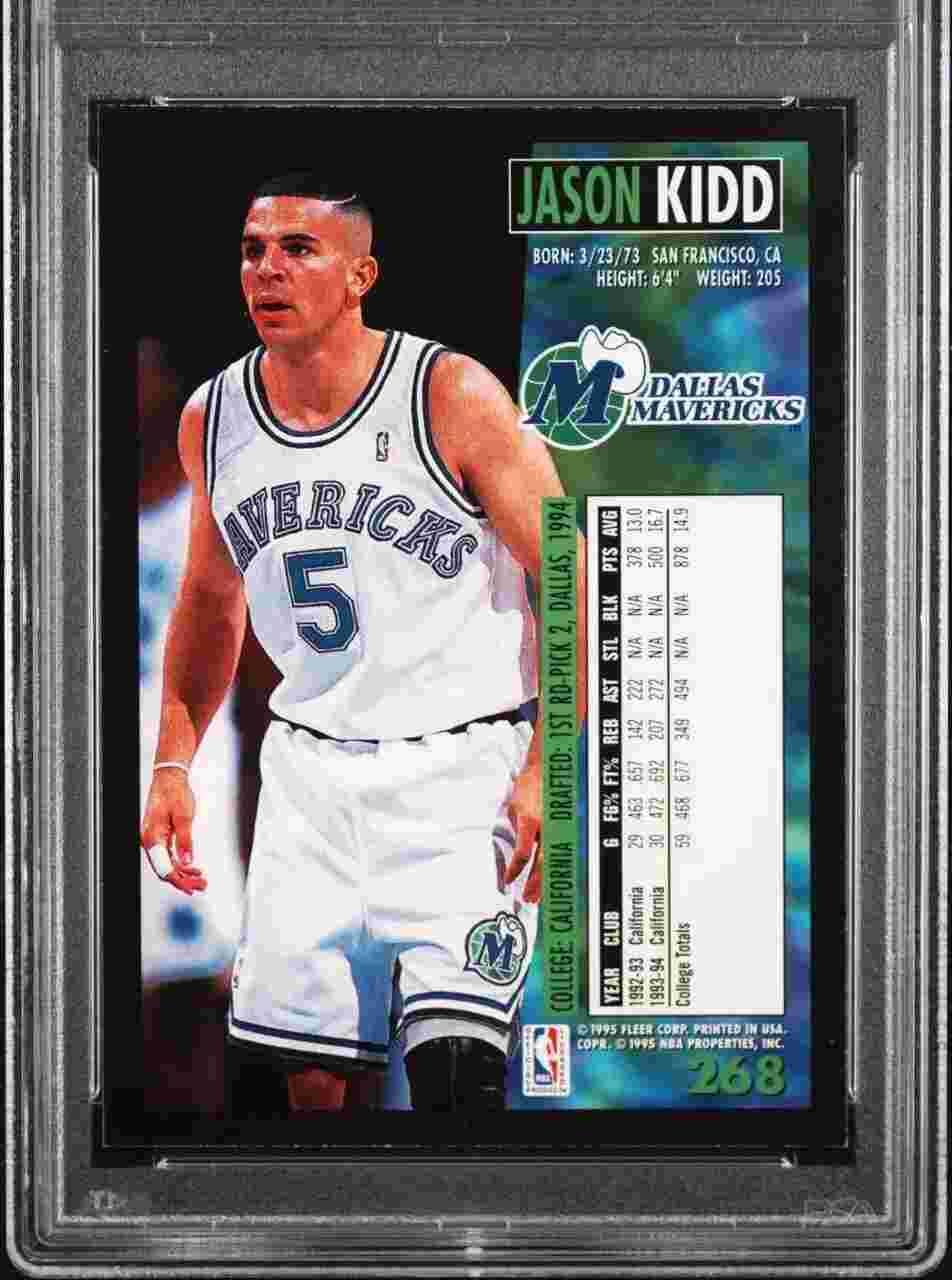 JASON KIDD
BORN: 3/23/73 SAN FRANCISCO, CA
HEIGHT: 6'4" WEIGHT: 205
M
DALLAS
MAVERICKS
TM
MAVERICKS
5
M
COLLEGE: CALIFORNIA DRAFTED: 1ST RD-PICK 2, DALLAS, 1994
YEAR CLUB G FG% FT% REB AST STL BLK PTS AVG
1992-93 California 29 463 657 142 222 N/A N/A 378 13.0
1993-94 California 30 472 692 207 272 N/A N/A 500 16.7
College Totals 59 468 677 349 494 N/A N/A 878 14.9
NBA
© 1995 FLEER CORP. PRINTED IN USA.
COPR. © 1995 NBA PROPERTIES, INC.
268
PSA